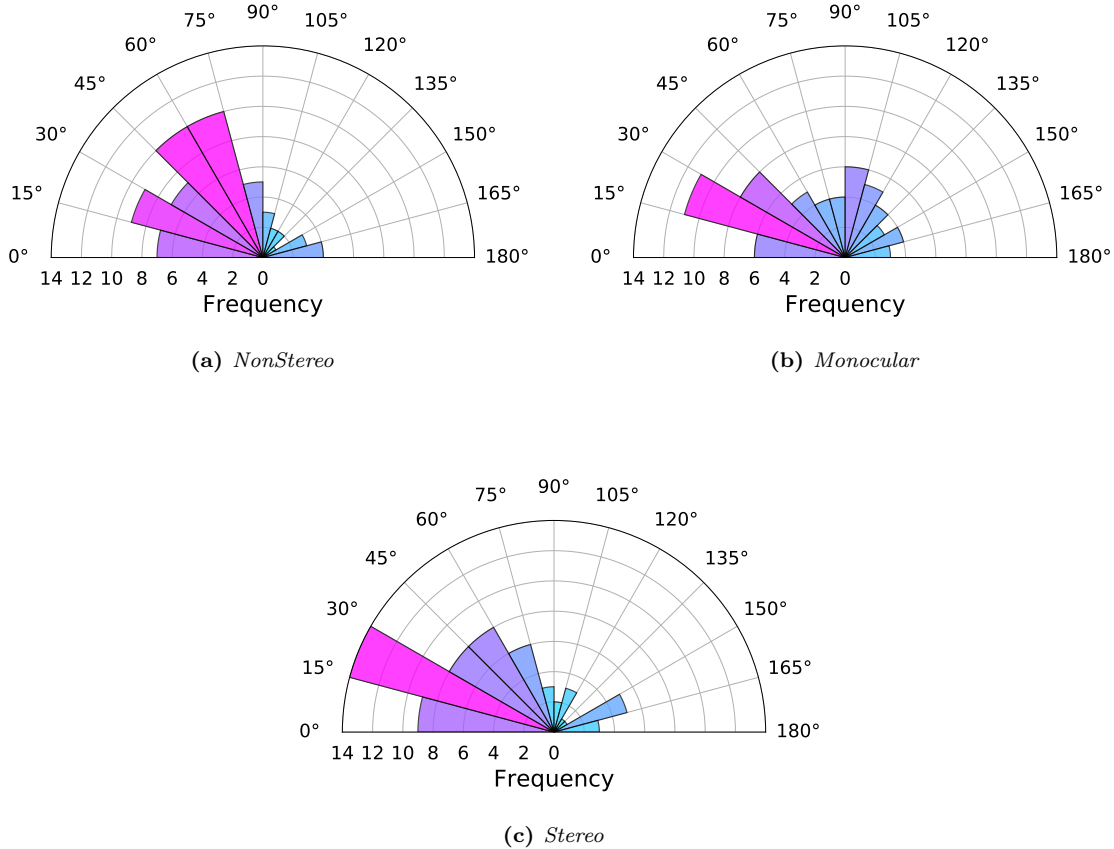 90° 90°
75° 105° 75° 105°
60° 120° 60° 120°
45° 135° 45° 135°
30° 150° 30° 150°
15° 165° 15° 165°
0° 180° 0° 180°
14 12 10 8 6 4 2 0 14 12 10 8 6 4 2 0
Frequency Frequency
(a) NonStereo (b) Monocular
90°
75° 105°
60° 120°
45° 135°
30° 150°
15° 165°
0° 180°
14 12 10 8 6 4 2 0
Frequency
(c) Stereo